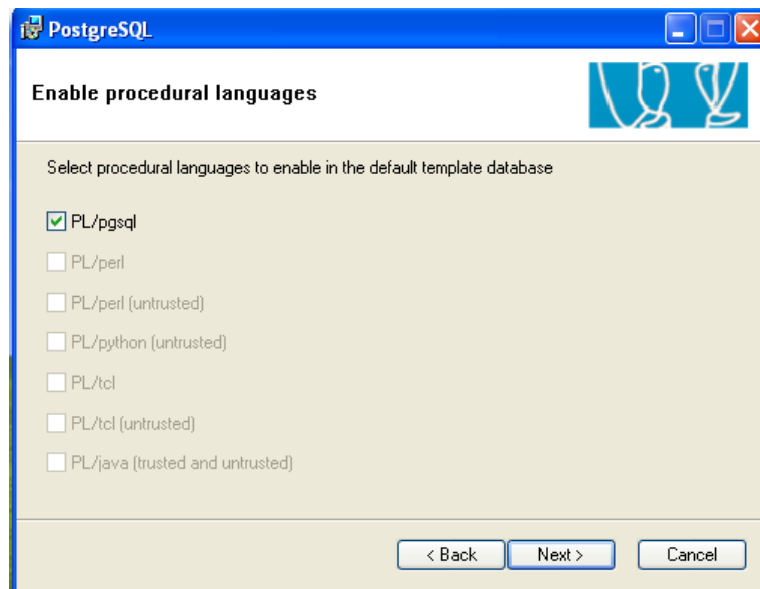 PostgreSQL
Enable procedural languages
Select procedural languages to enable in the default template database
PL/pgsql
PL/perl
PL/perl (untrusted)
PL/python (untrusted)
PL/tcl
PL/tcl (untrusted)
PL/java (trusted and untrusted)
< Back Next > Cancel